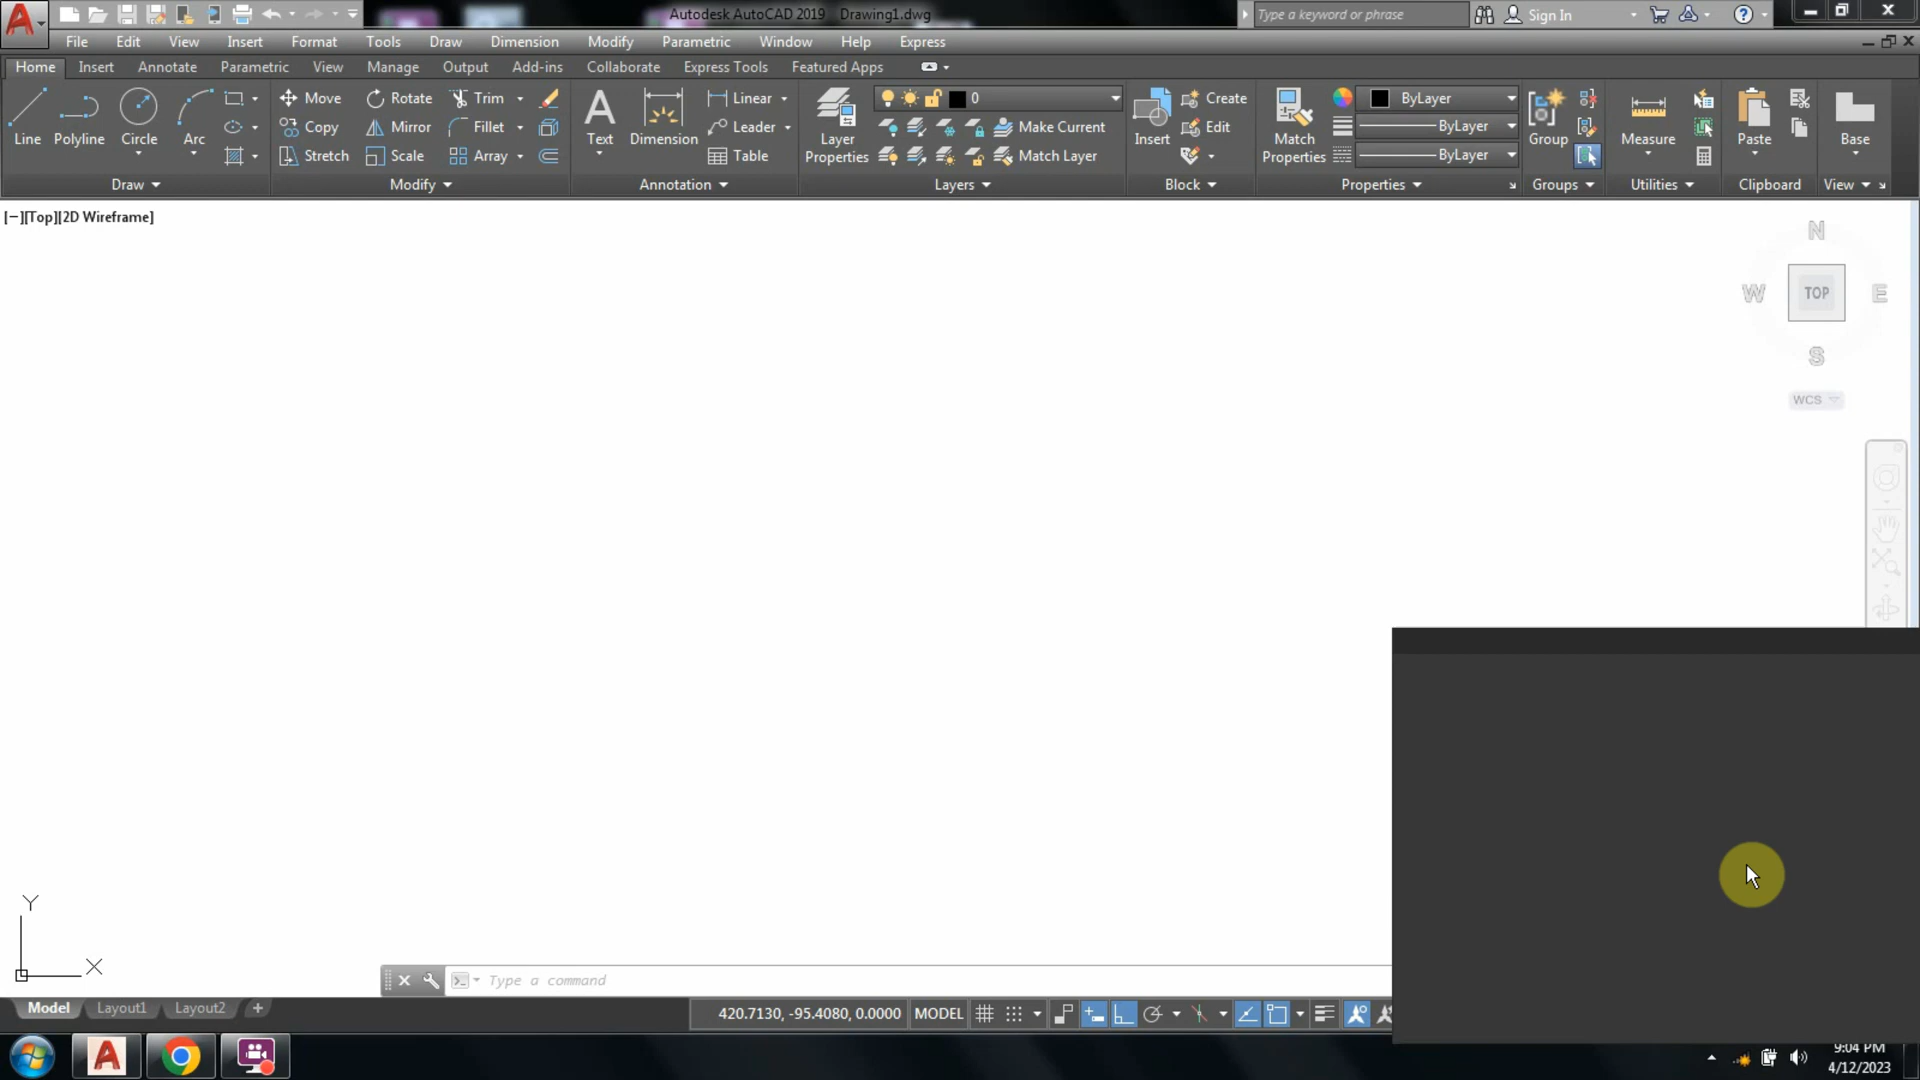 Autodesk AutoCAD 2019 Drawing1.dwg
Type a keyword or phrase
Sign In
File Edit View Insert Format Tools Draw Dimension Modify Parametric Window Help Express
Home Insert Annotate Parametric View Manage Output Add-ins Collaborate Express Tools Featured Apps
Move Rotate Trim Linear 0 Create ByLayer
Line Polyline Circle Arc Copy Mirror Fillet Text Dimension Leader Layer Properties Make Current Insert Edit Match Properties ByLayer Group Measure Paste Base
Stretch Scale Array Table Match Layer ByLayer
Draw Modify Annotation Layers Block Properties Groups Utilities Clipboard View
[−][Top][2D Wireframe]
N
W TOP E
S
WCS
Y
X
Type a command
Model Layout1 Layout2 +
420.7130, -95.4080, 0.0000 MODEL
9:04 PM
4/12/2023